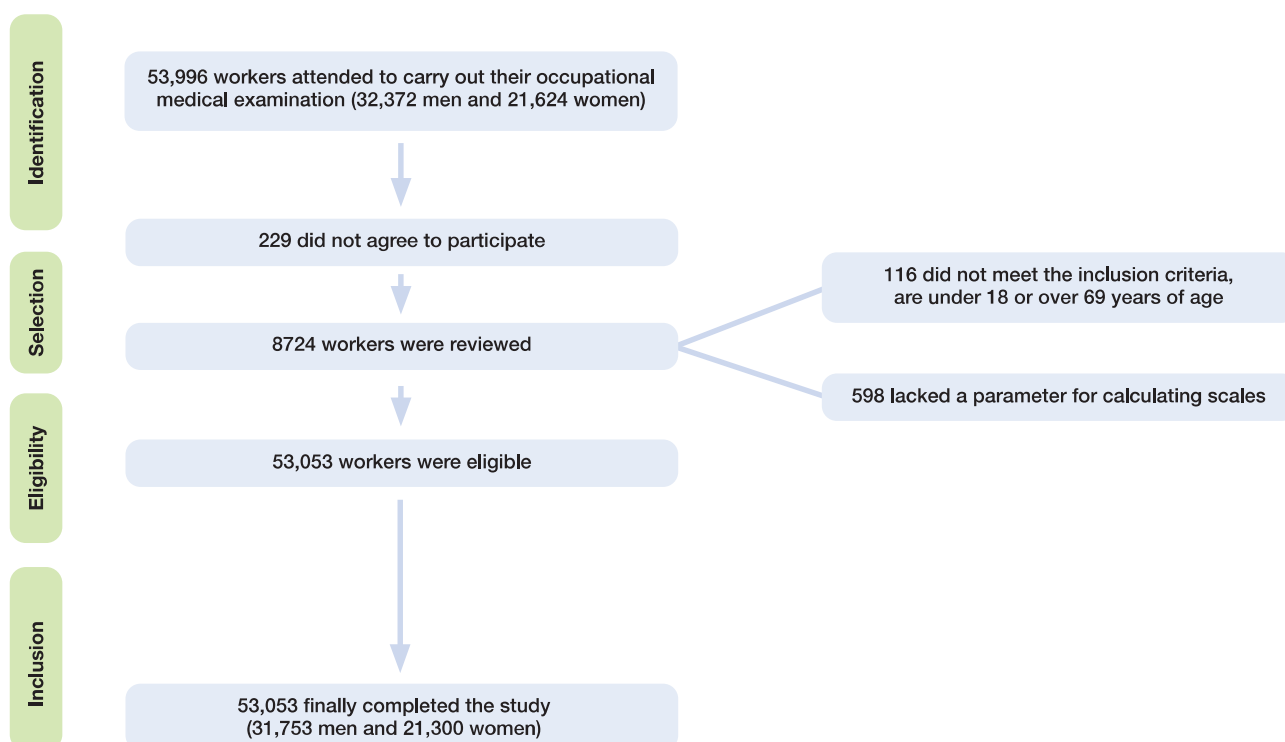 Identification
53,996 workers attended to carry out their occupational
medical examination (32,372 men and 21,624 women)
229 did not agree to participate
Selection
8724 workers were reviewed
116 did not meet the inclusion criteria,
are under 18 or over 69 years of age
598 lacked a parameter for calculating scales
Eligibility
53,053 workers were eligible
Inclusion
53,053 finally completed the study
(31,753 men and 21,300 women)